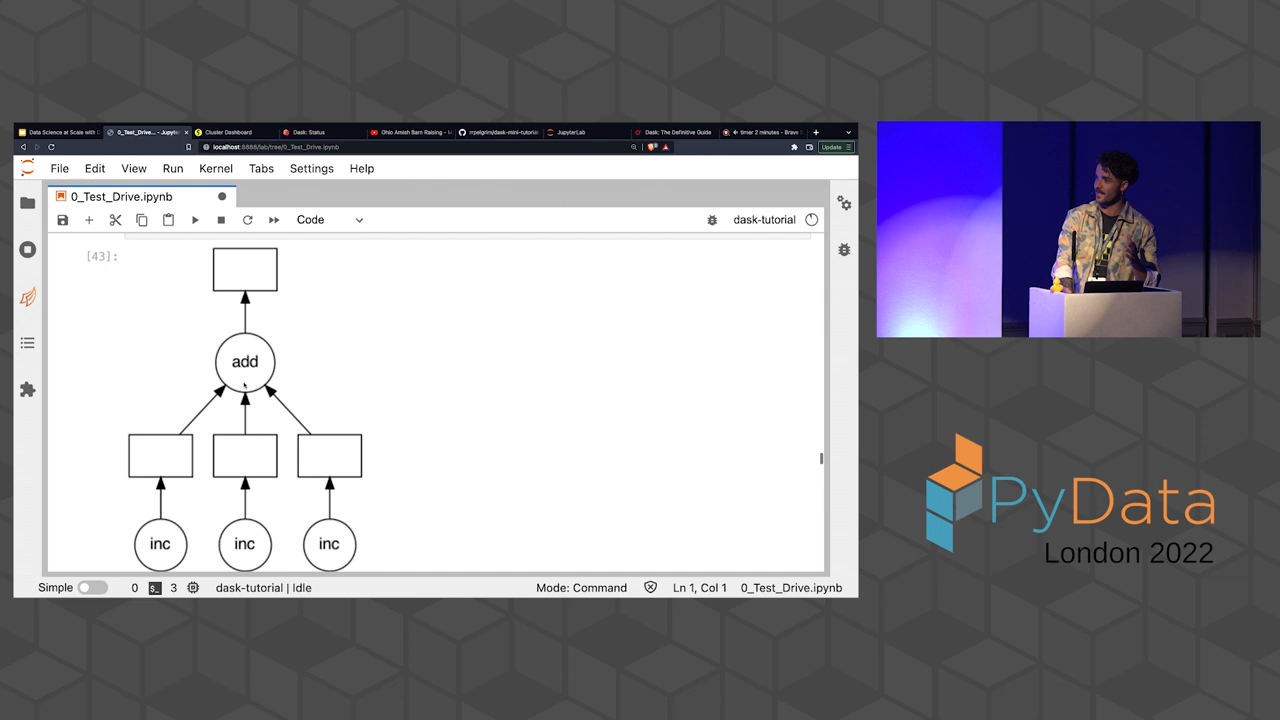 Data Science at Scale with D
0_Test_Drive... - Jupyter
Cluster Dashboard
Dask: Status
Ohio Amish Barn Raising - 
rrpelgrim/dask-mini-tutorial
JupyterLab
Dask: The Definitive Guide
timer 2 minutes - Brave S
localhost:8888/lab/tree/0_Test_Drive.ipynb
Update
File Edit View Run Kernel Tabs Settings Help
0_Test_Drive.ipynb
Code
dask-tutorial
[43]:
add
inc inc inc
Simple 0 $_ 3 dask-tutorial | Idle Mode: Command Ln 1, Col 1 0_Test_Drive.ipynb
PyData
London 2022